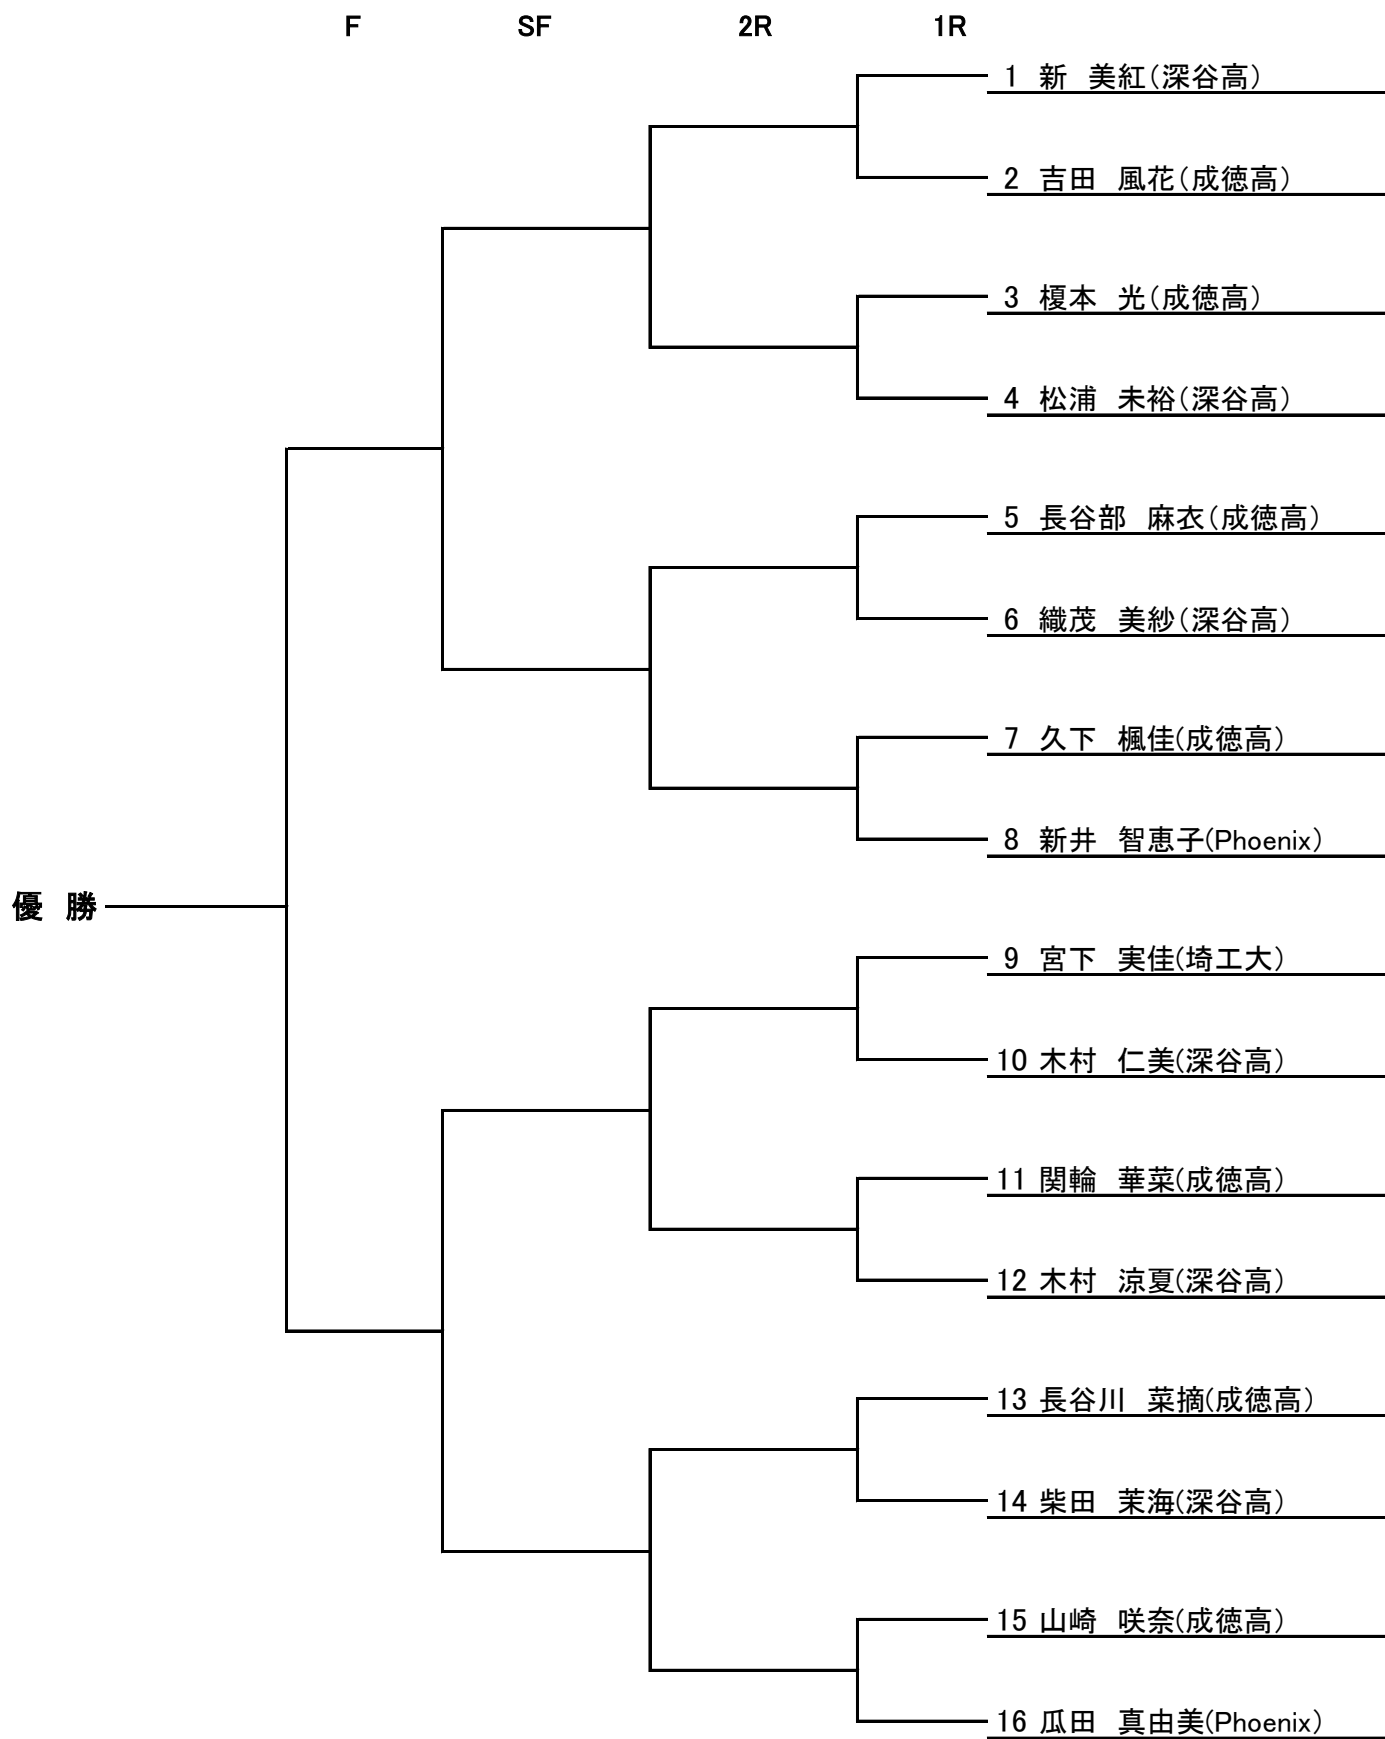 F SF 2R 1R
1 新　美紅（深谷高）
2 吉田　風花（成徳高）
3 榎本　光（成徳高）
4 松浦　未裕（深谷高）
5 長谷部　麻衣（成徳高）
6 織茂　美紗（深谷高）
7 久下　楓佳(成徳高）
8 新井　智恵子(Phoenix）
優　勝
9 宮下　実佳(埼工大）
10 木村　仁美(深谷高）
11 関輪　華菜(成徳高）
12 木村　涼夏(深谷高）
13 長谷川　菜摘(成徳高）
14 柴田　茉海(深谷高）
15 山崎　咲奈(成徳高）
16 瓜田　真由美(Phoenix）